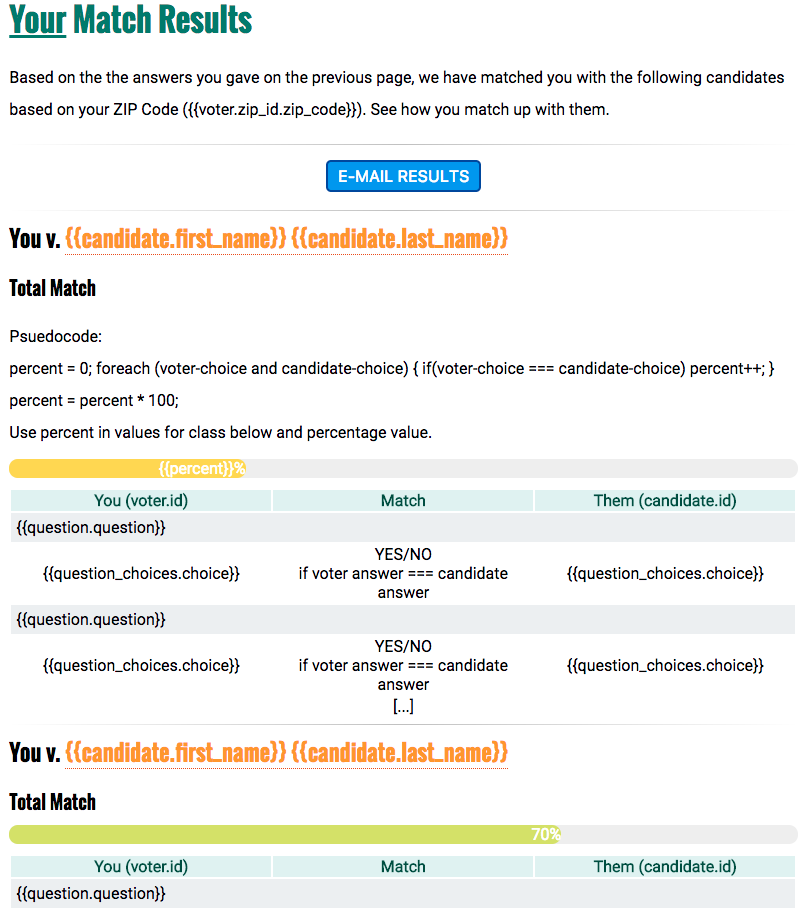 Your Match Results
Based on the the answers you gave on the previous page, we have matched you with the following candidates
based on your ZIP Code ({{voter.zip_id.zip_code}}). See how you match up with them.
E-MAIL RESULTS
You v. {{candidate.first_name}} {{candidate.last_name}}
Total Match
Psuedocode:
percent = 0; foreach (voter-choice and candidate-choice) { if(voter-choice === candidate-choice) percent++; }
percent = percent * 100;
Use percent in values for class below and percentage value.
{{percent}}%
You (voter.id) Match Them (candidate.id)
{{question.question}}
YES/NO
{{question_choices.choice}} if voter answer === candidate {{question_choices.choice}}
answer
{{question.question}}
YES/NO
{{question_choices.choice}} if voter answer === candidate {{question_choices.choice}}
answer
[...]
You v. {{candidate.first_name}} {{candidate.last_name}}
Total Match
70%
You (voter.id) Match Them (candidate.id)
{{question.question}}